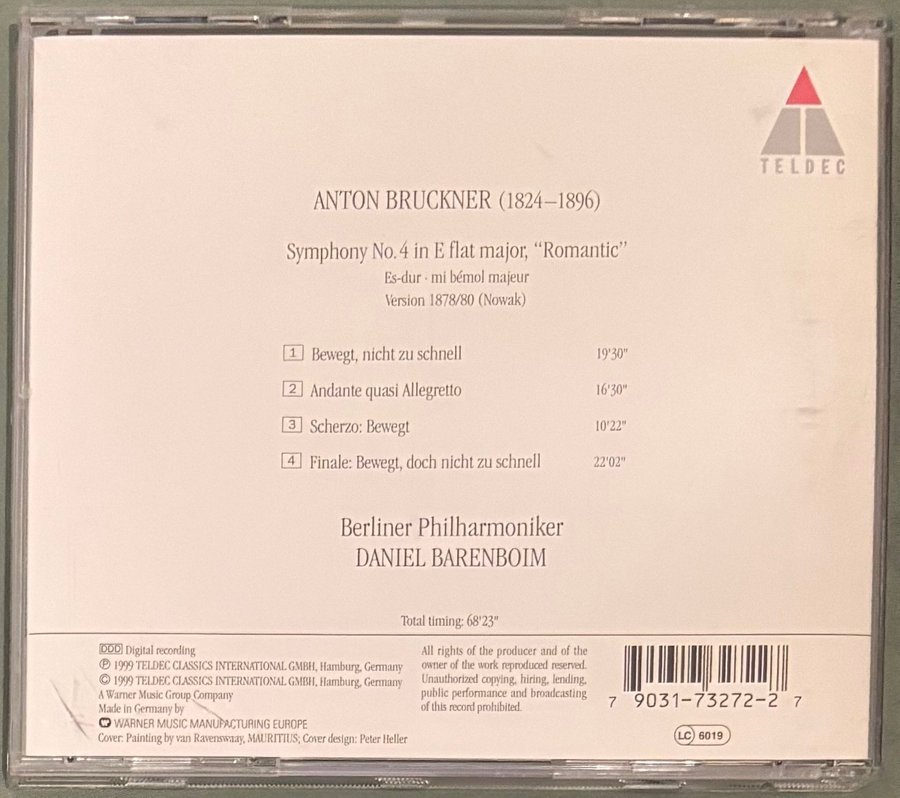 TELDEC
ANTON BRUCKNER (1824–1896)
Symphony No. 4 in E flat major, “Romantic”
Es-dur · mi bémol majeur
Version 1878/80 (Nowak)
1 Bewegt, nicht zu schnell 19'30"
2 Andante quasi Allegretto 16'30"
3 Scherzo: Bewegt 10'22"
4 Finale: Bewegt, doch nicht zu schnell 22'02"
Berliner Philharmoniker
DANIEL BARENBOIM
Total timing: 68'23"
DDD Digital recording
℗ 1999 TELDEC CLASSICS INTERNATIONAL GMBH, Hamburg, Germany
© 1999 TELDEC CLASSICS INTERNATIONAL GMBH, Hamburg, Germany
A Warner Music Group Company
Made in Germany by
WARNER MUSIC MANUFACTURING EUROPE
Cover: Painting by van Ravenswaay, MAURITIUS; Cover design: Peter Heller
All rights of the producer and of the
owner of the work reproduced reserved.
Unauthorized copying, hiring, lending,
public performance and broadcasting
of this record prohibited.
7 9031-73272-2 7
LC 6019